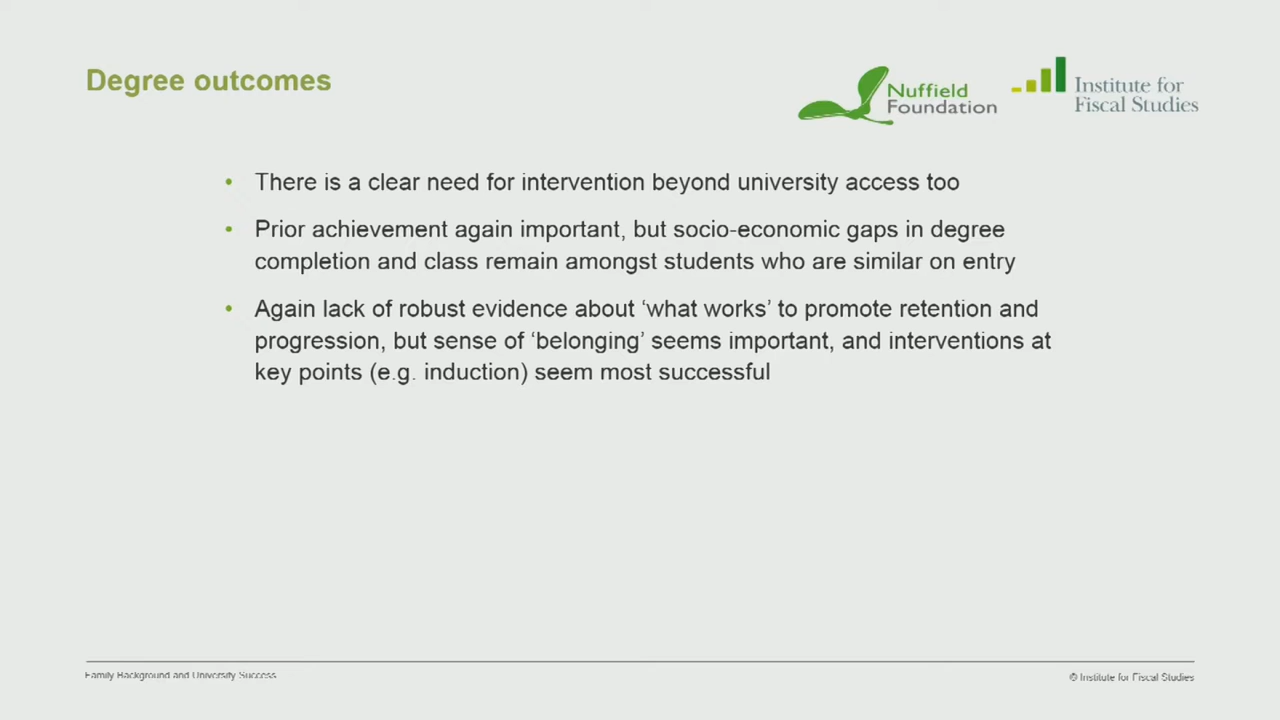 Degree outcomes
Nuffield
Foundation
Institute for
Fiscal Studies
• There is a clear need for intervention beyond university access too
• Prior achievement again important, but socio-economic gaps in degree
completion and class remain amongst students who are similar on entry
• Again lack of robust evidence about ‘what works’ to promote retention and
progression, but sense of ‘belonging’ seems important, and interventions at
key points (e.g. induction) seem most successful
Family Background and University Success
© Institute for Fiscal Studies